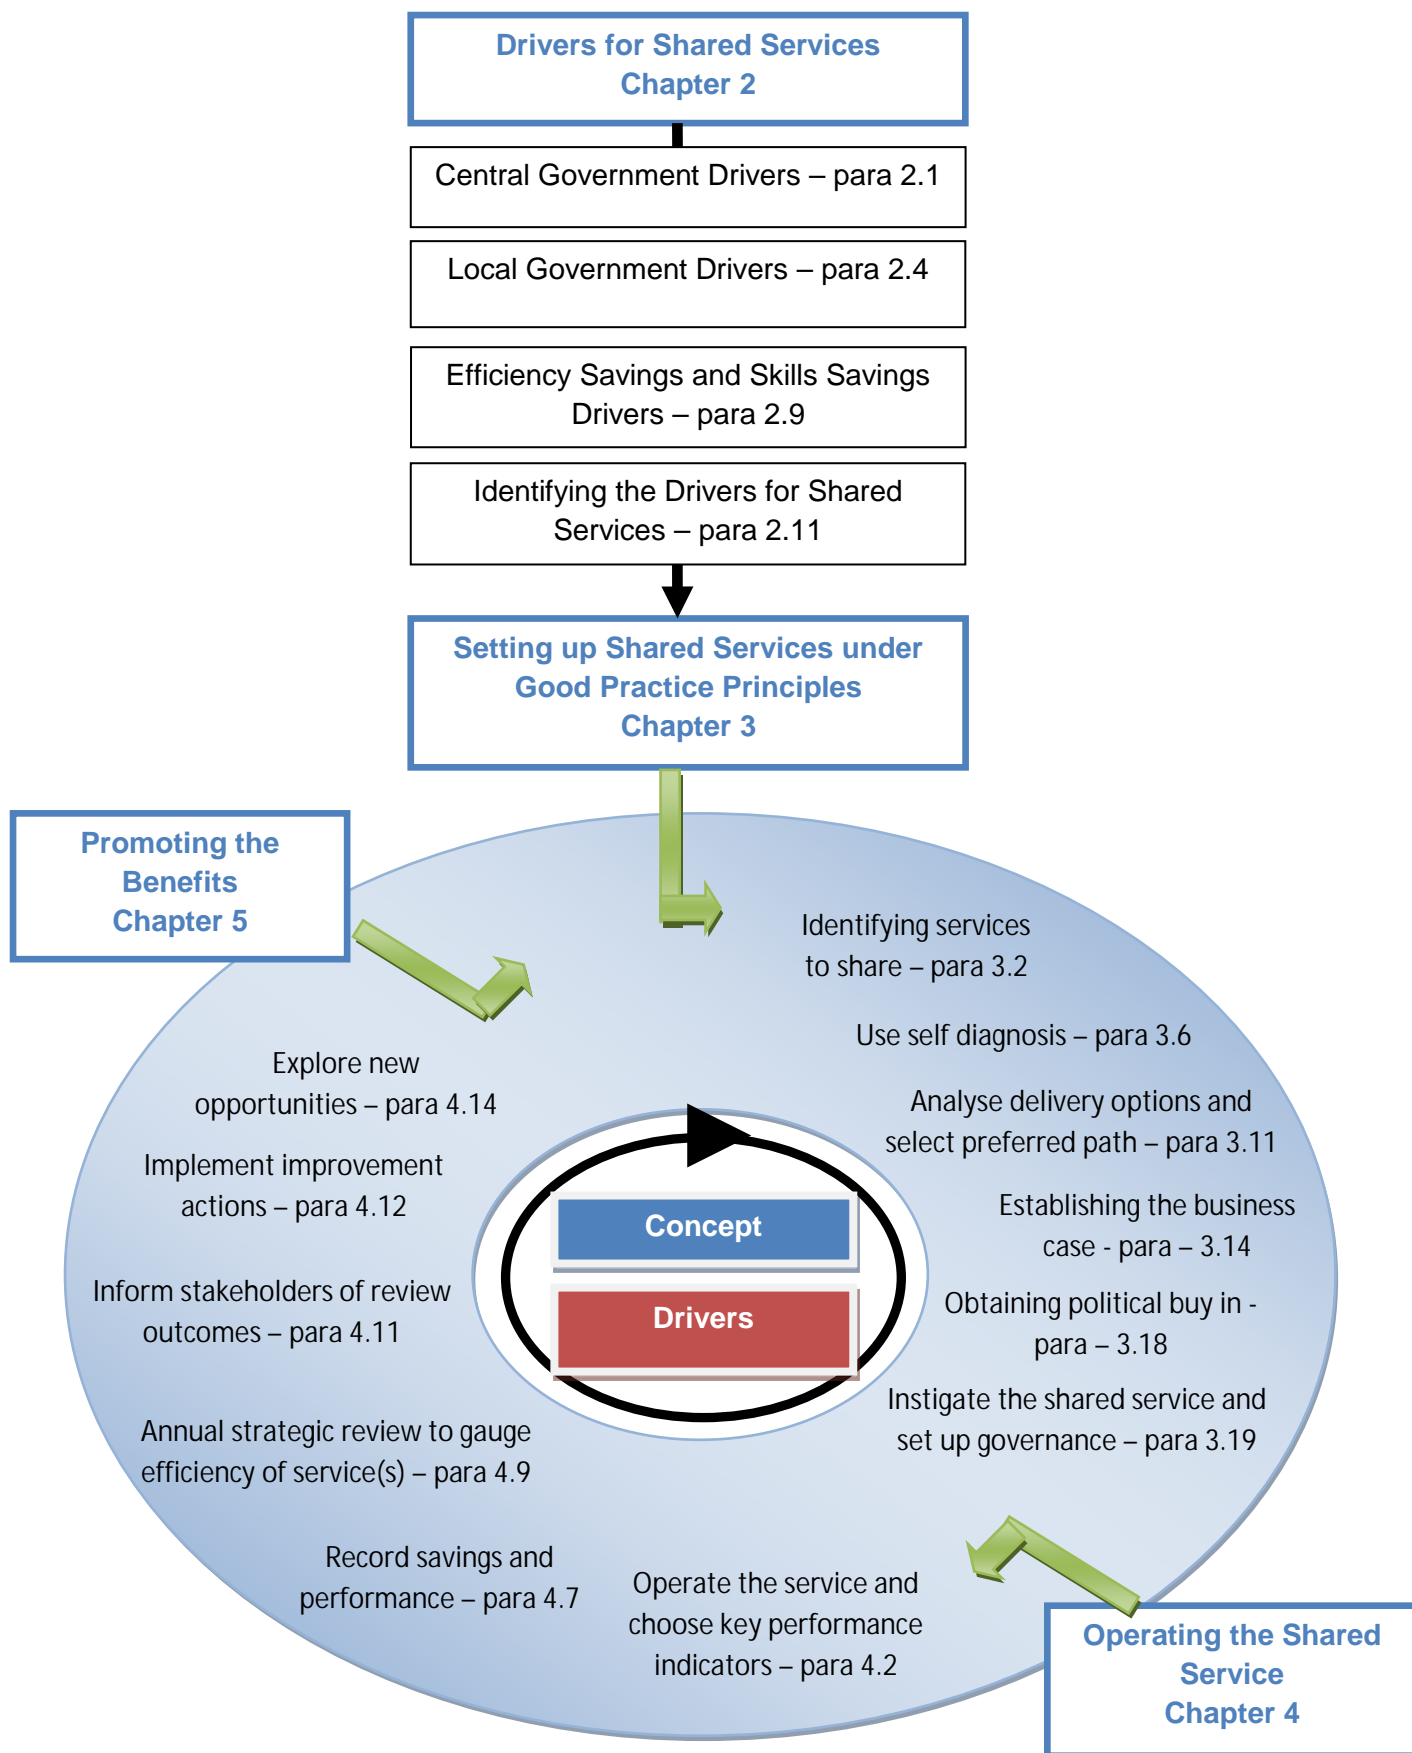 Drivers for Shared Services
Chapter 2
Central Government Drivers – para 2.1
Local Government Drivers – para 2.4
Efficiency Savings and Skills Savings
Drivers – para 2.9
Identifying the Drivers for Shared
Services – para 2.11
Setting up Shared Services under
Good Practice Principles
Chapter 3
Promoting the
Benefits
Chapter 5
Identifying services
to share – para 3.2
Use self diagnosis – para 3.6
Analyse delivery options and
select preferred path – para 3.11
Establishing the business
case - para – 3.14
Obtaining political buy in -
para – 3.18
Instigate the shared service and
set up governance – para 3.19
Operating the Shared
Service
Chapter 4
Operate the service and
choose key performance
indicators – para 4.2
Record savings and
performance – para 4.7
Annual strategic review to gauge
efficiency of service(s) – para 4.9
Inform stakeholders of review
outcomes – para 4.11
Implement improvement
actions – para 4.12
Explore new
opportunities – para 4.14
Concept
Drivers